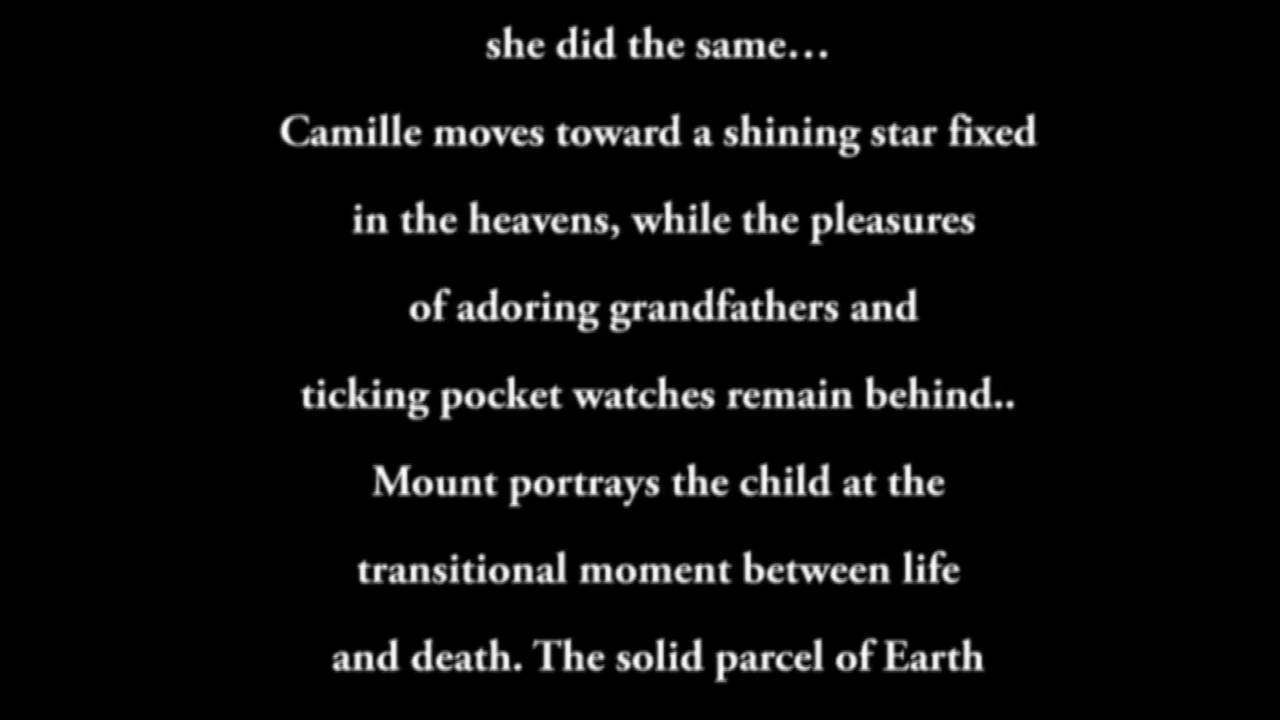 she did the same…
Camille moves toward a shining star fixed
in the heavens, while the pleasures
of adoring grandfathers and
ticking pocket watches remain behind..
Mount portrays the child at the
transitional moment between life
and death. The solid parcel of Earth